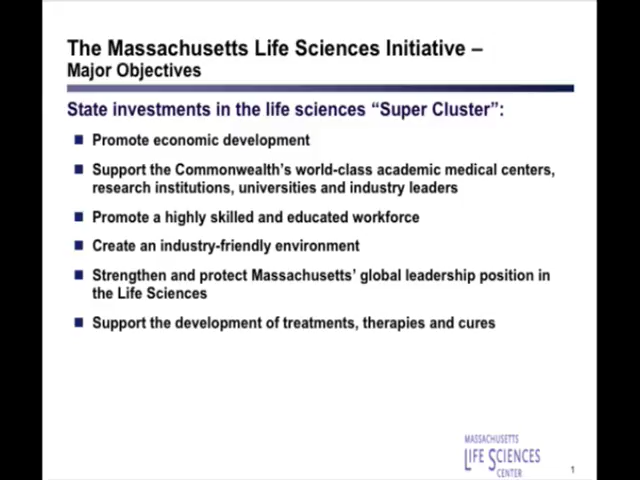 The Massachusetts Life Sciences Initiative –
Major Objectives
State investments in the life sciences “Super Cluster”:
Promote economic development
Support the Commonwealth’s world-class academic medical centers,
research institutions, universities and industry leaders
Promote a highly skilled and educated workforce
Create an industry-friendly environment
Strengthen and protect Massachusetts’ global leadership position in
the Life Sciences
Support the development of treatments, therapies and cures
MASSACHUSETTS
LIFE SCIENCES
CENTER
1